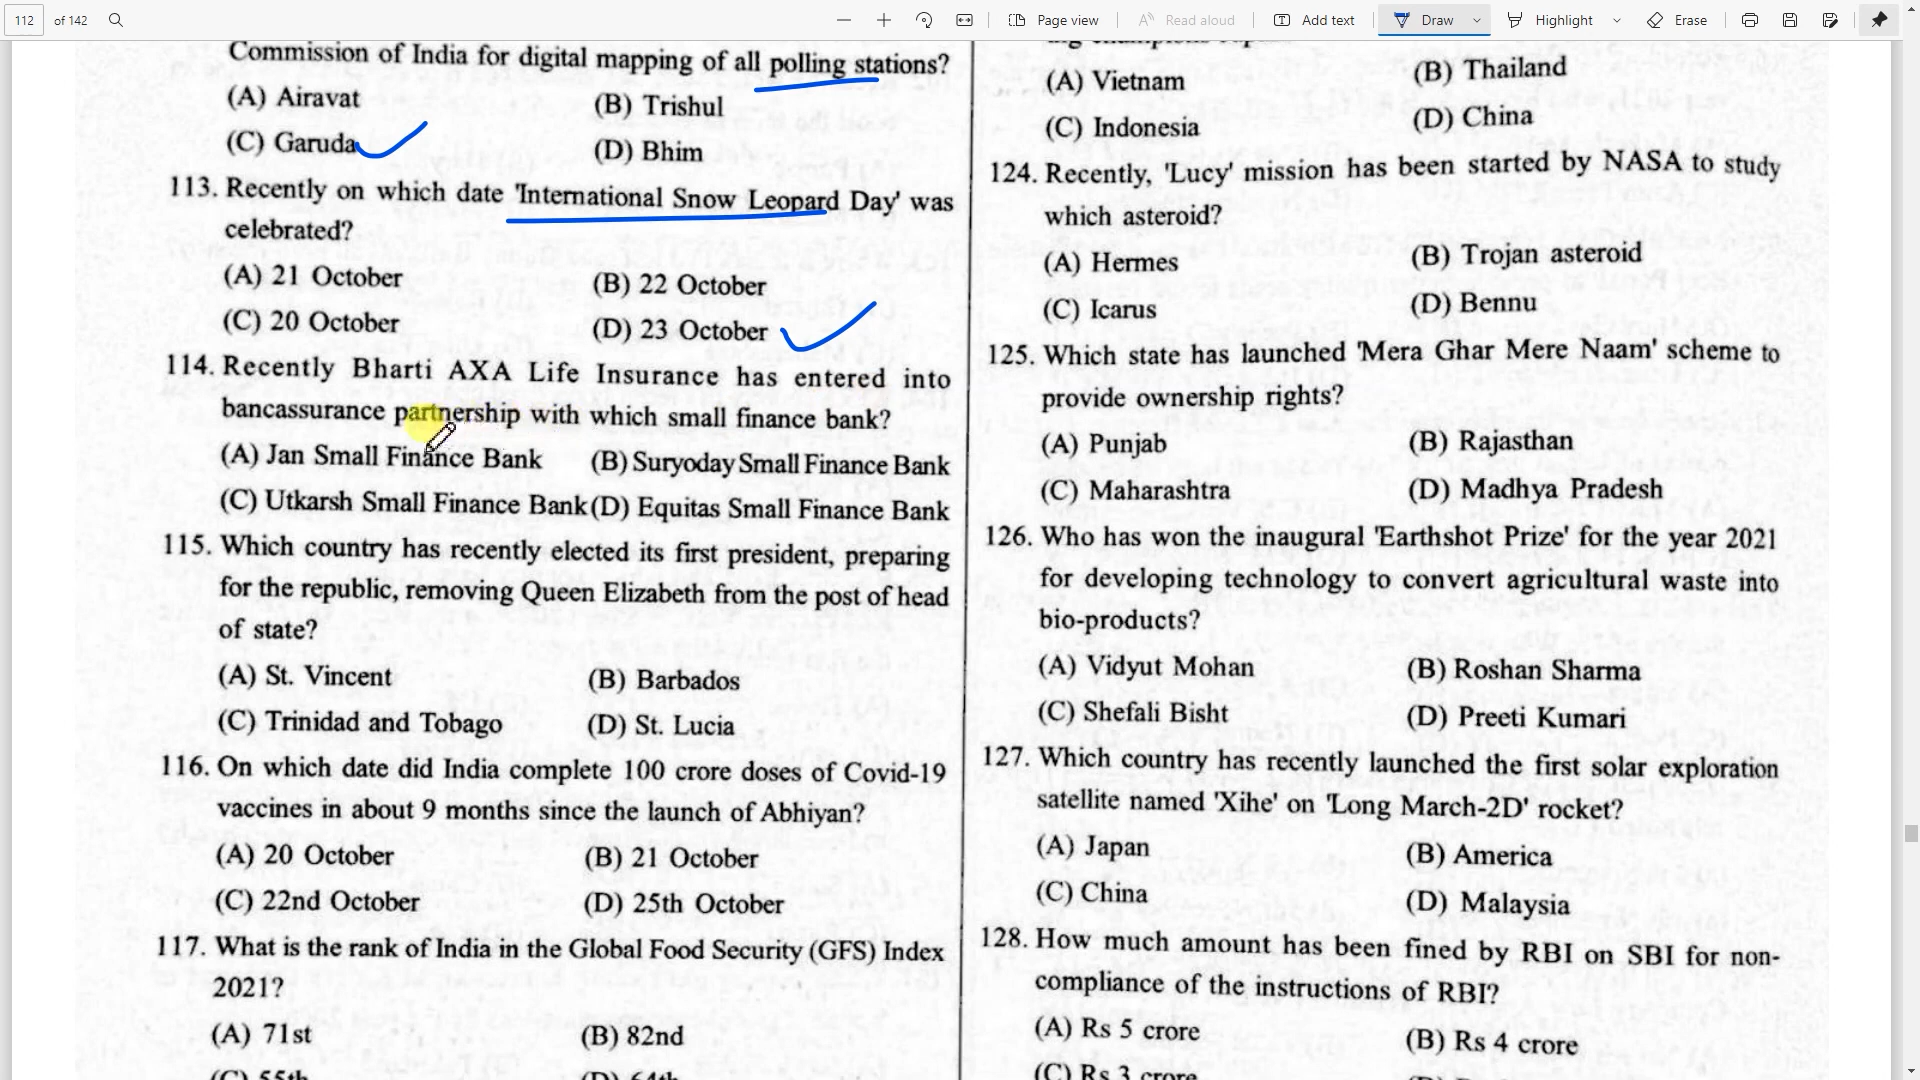 112 of 142 Page view Read aloud Add text Draw Highlight Erase
Commission of India for digital mapping of all polling stations?
(A) Airavat (B) Trishul
(C) Garuda (D) Bhim
113. Recently on which date 'International Snow Leopard Day' was
celebrated?
(A) 21 October (B) 22 October
(C) 20 October (D) 23 October
114. Recently Bharti AXA Life Insurance has entered into
bancassurance partnership with which small finance bank?
(A) Jan Small Finance Bank (B) Suryoday Small Finance Bank
(C) Utkarsh Small Finance Bank (D) Equitas Small Finance Bank
115. Which country has recently elected its first president, preparing
for the republic, removing Queen Elizabeth from the post of head
of state?
(A) St. Vincent (B) Barbados
(C) Trinidad and Tobago (D) St. Lucia
116. On which date did India complete 100 crore doses of Covid-19
vaccines in about 9 months since the launch of Abhiyan?
(A) 20 October (B) 21 October
(C) 22nd October (D) 25th October
117. What is the rank of India in the Global Food Security (GFS) Index
2021?
(A) 71st (B) 82nd
(A) Vietnam (B) Thailand
(C) Indonesia (D) China
124. Recently, 'Lucy' mission has been started by NASA to study
which asteroid?
(A) Hermes (B) Trojan asteroid
(C) Icarus (D) Bennu
125. Which state has launched 'Mera Ghar Mere Naam' scheme to
provide ownership rights?
(A) Punjab (B) Rajasthan
(C) Maharashtra (D) Madhya Pradesh
126. Who has won the inaugural 'Earthshot Prize' for the year 2021
for developing technology to convert agricultural waste into
bio-products?
(A) Vidyut Mohan (B) Roshan Sharma
(C) Shefali Bisht (D) Preeti Kumari
127. Which country has recently launched the first solar exploration
satellite named 'Xihe' on 'Long March-2D' rocket?
(A) Japan (B) America
(C) China (D) Malaysia
128. How much amount has been fined by RBI on SBI for non-
compliance of the instructions of RBI?
(A) Rs 5 crore (B) Rs 4 crore
(C) Rs 3 crore